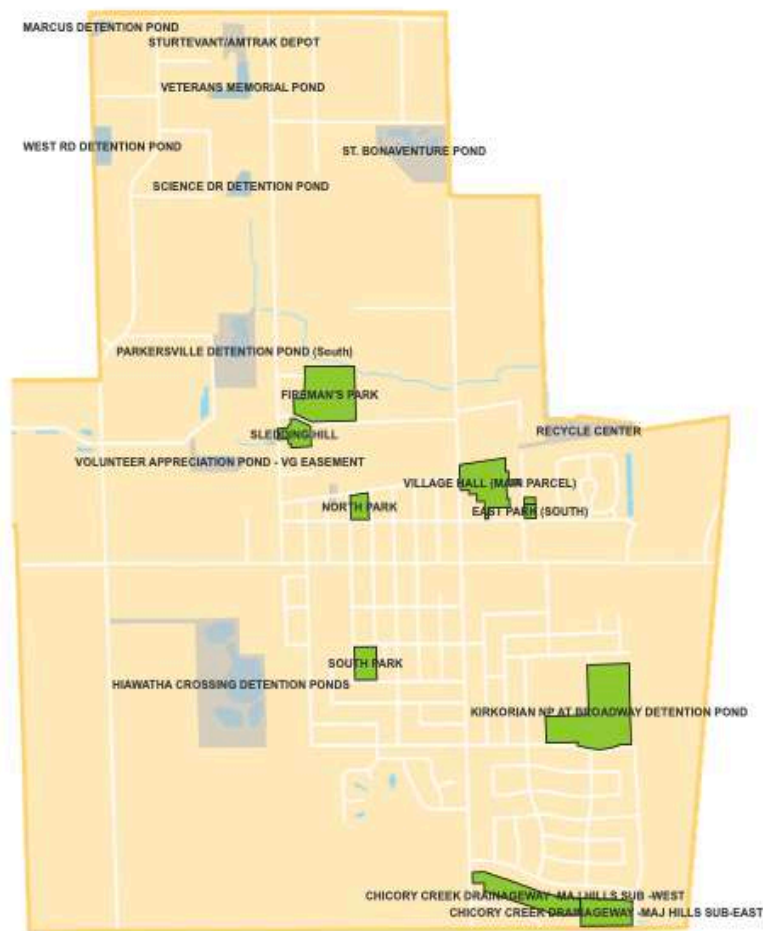 MARCUS DETENTION POND
STURTEVANT/AMTRAK DEPOT
VETERANS MEMORIAL POND
WEST RD DETENTION POND
ST. BONAVENTURE POND
SCIENCE DR DETENTION POND
PARKERSVILLE DETENTION POND (South)
FIREMAN'S PARK
SLEDDING HILL
RECYCLE CENTER
VOLUNTEER APPRECIATION POND - VG EASEMENT
VILLAGE HALL (MAIN PARCEL)
NORTH PARK
EAST PARK (SOUTH)
SOUTH PARK
HIAWATHA CROSSING DETENTION PONDS
KIRKORIAN NP AT BROADWAY DETENTION POND
CHICORY CREEK DRAINAGEWAY -MAJ HILLS SUB -WEST
CHICORY CREEK DRAINAGEWAY -MAJ HILLS SUB-EAST